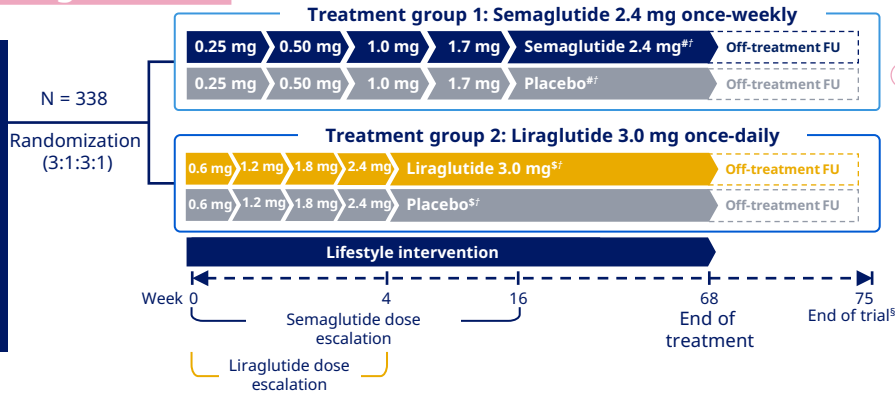 Treatment group 1: Semaglutide 2.4 mg once-weekly
0.25 mg 0.50 mg 1.0 mg 1.7 mg Semaglutide 2.4 mg#† Off-treatment FU
0.25 mg 0.50 mg 1.0 mg 1.7 mg Placebo#† Off-treatment FU
N = 338
Randomization
(3:1:3:1)
Treatment group 2: Liraglutide 3.0 mg once-daily
0.6 mg 1.2 mg 1.8 mg 2.4 mg Liraglutide 3.0 mg$† Off-treatment FU
0.6 mg 1.2 mg 1.8 mg 2.4 mg Placebo$† Off-treatment FU
Lifestyle intervention
Week 0 4 16 68 75
Semaglutide dose
escalation
End of
treatment
End of trial§
Liraglutide dose
escalation